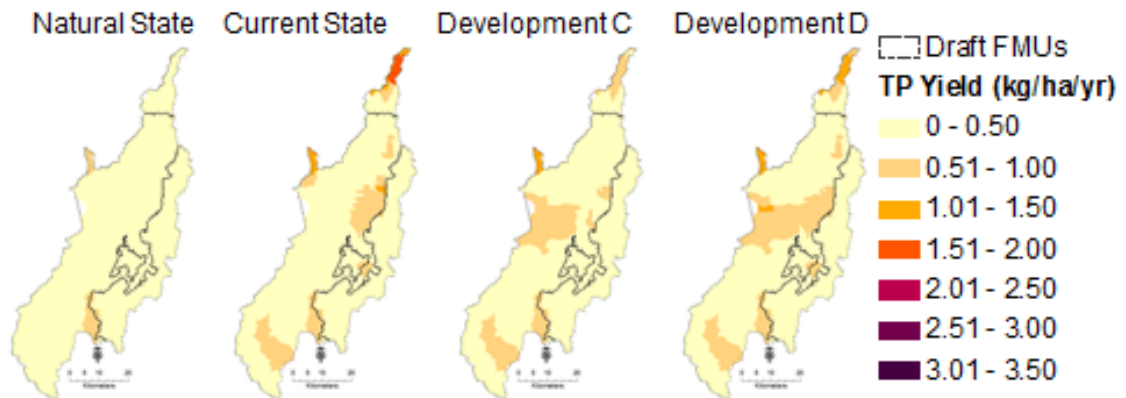 Natural State
Current State
Development C
Development D
Draft FMUs
TP Yield (kg/ha/yr)
0 - 0.50
0.51 - 1.00
1.01 - 1.50
1.51 - 2.00
2.01 - 2.50
2.51 - 3.00
3.01 - 3.50